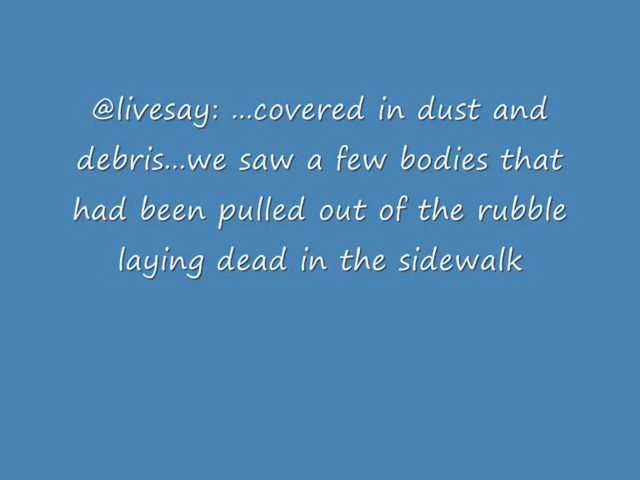 @livesay: ...covered in dust and
debris...we saw a few bodies that
had been pulled out of the rubble
laying dead in the sidewalk